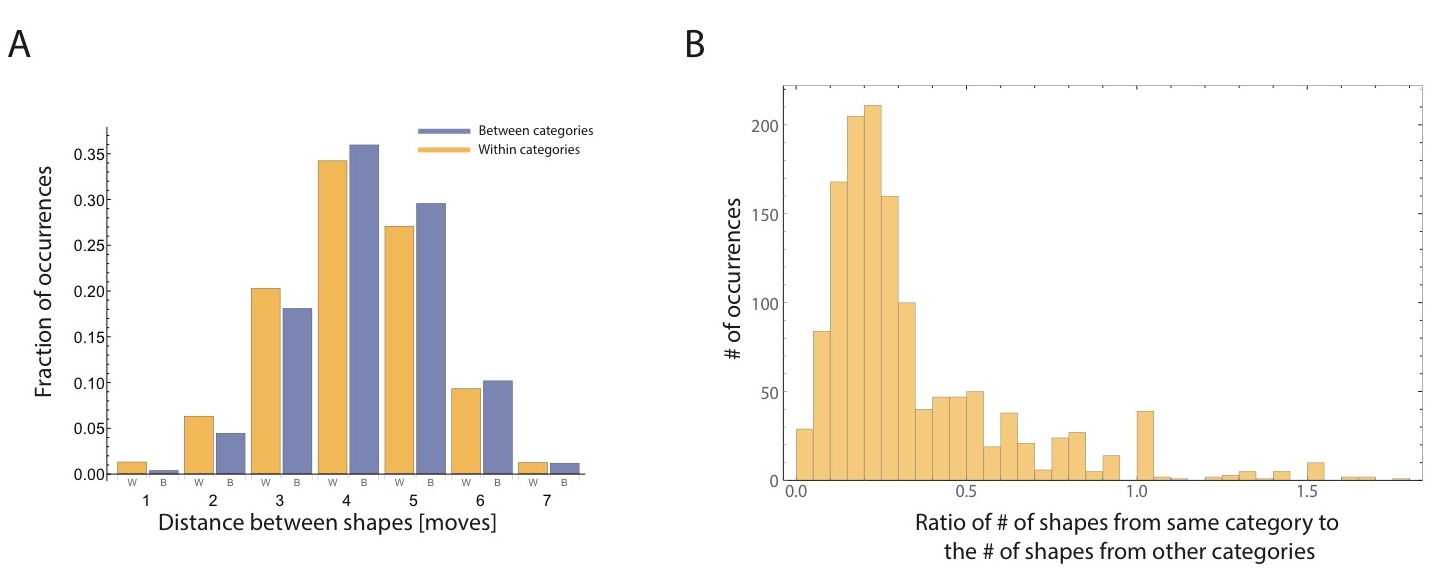 A
B
Between categories
Within categories
Fraction of occurrences
0.35
0.30
0.25
0.20
0.15
0.10
0.05
0.00
W B W B W B W B W B W B W B
1 2 3 4 5 6 7
Distance between shapes [moves]
# of occurrences
200
150
100
50
0
0.0 0.5 1.0 1.5
Ratio of # of shapes from same category to
the # of shapes from other categories